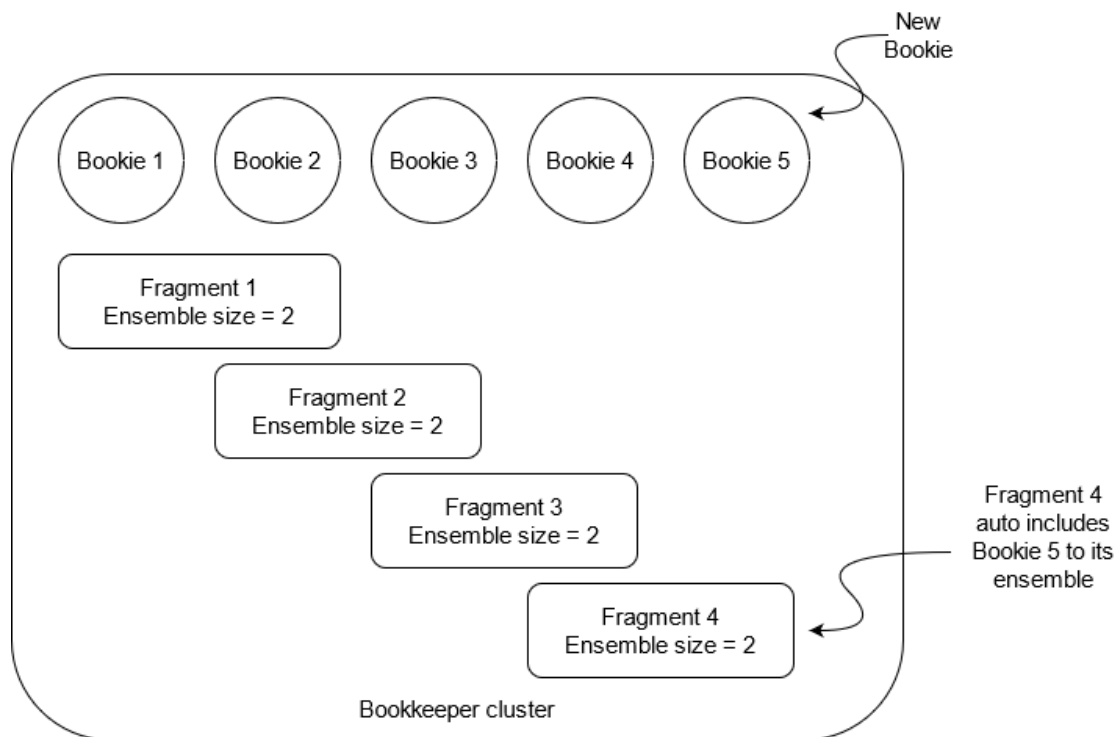 New
Bookie
Bookie 1
Bookie 2
Bookie 3
Bookie 4
Bookie 5
Fragment 1
Ensemble size = 2
Fragment 2
Ensemble size = 2
Fragment 3
Ensemble size = 2
Fragment 4
auto includes
Bookie 5 to its
ensemble
Fragment 4
Ensemble size = 2
Bookkeeper cluster